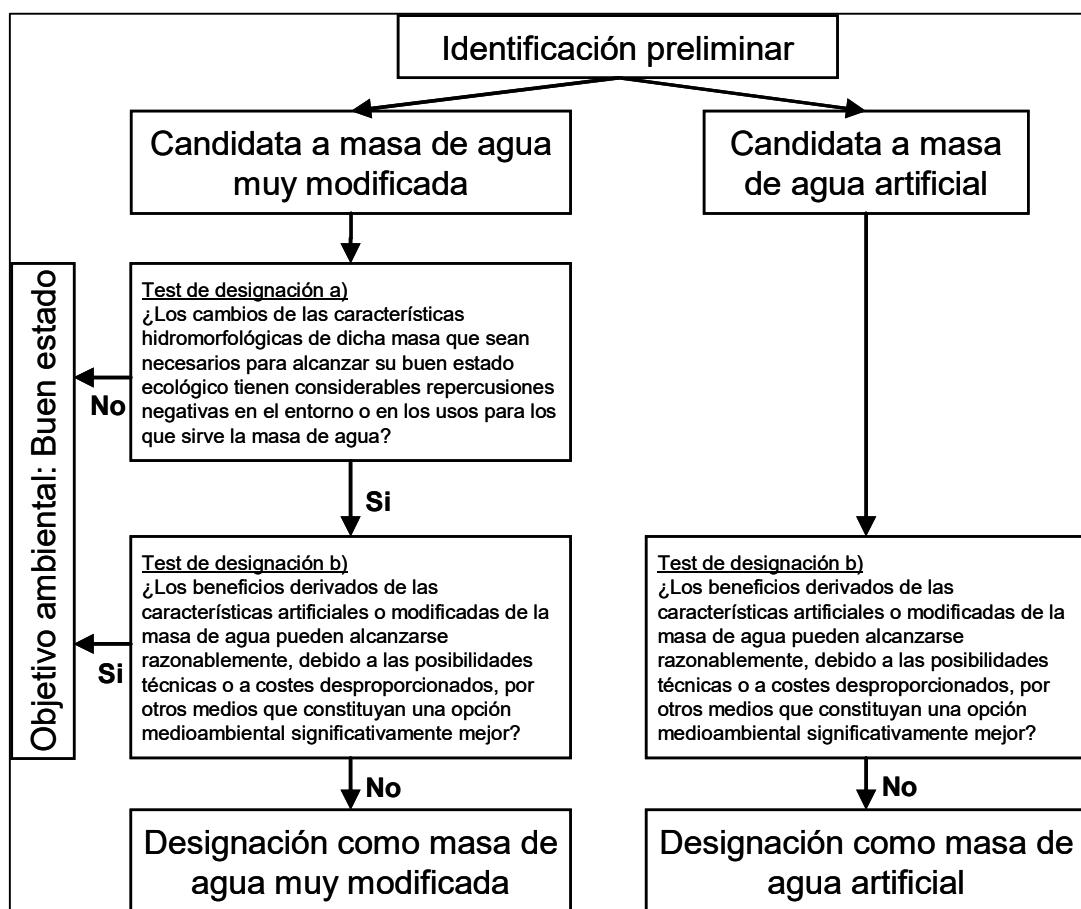 Identificación preliminar
Candidata a masa de agua
muy modificada
Candidata a masa
de agua artificial
Objetivo ambiental: Buen estado
Test de designación a)
¿Los cambios de las características
hidromorfológicas de dicha masa que sean
necesarios para alcanzar su buen estado
ecológico tienen considerables repercusiones
negativas en el entorno o en los usos para los
que sirve la masa de agua?
No
Si
Test de designación b)
¿Los beneficios derivados de las
características artificiales o modificadas de la
masa de agua pueden alcanzarse
razonablemente, debido a las posibilidades
técnicas o a costes desproporcionados, por
otros medios que constituyan una opción
medioambiental significativamente mejor?
Si
No
Designación como masa de
agua muy modificada
Test de designación b)
¿Los beneficios derivados de las
características artificiales o modificadas de la
masa de agua pueden alcanzarse
razonablemente, debido a las posibilidades
técnicas o a costes desproporcionados, por
otros medios que constituyan una opción
medioambiental significativamente mejor?
No
Designación como masa de
agua artificial